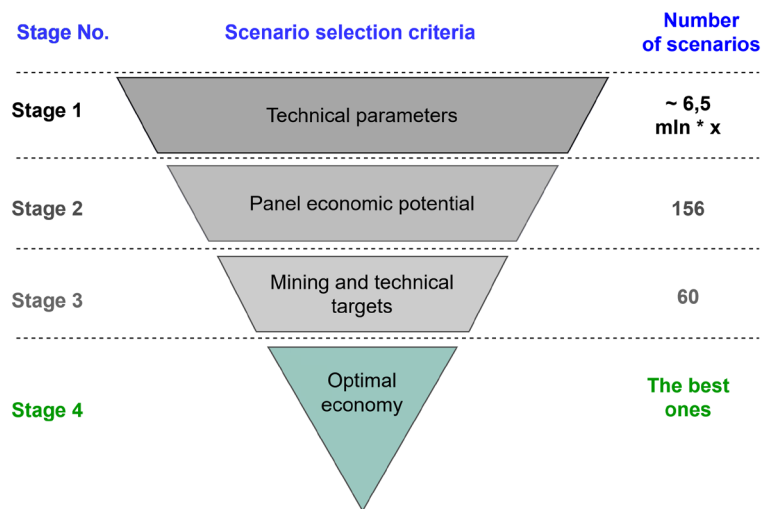 Stage No.
Scenario selection criteria
Number
of scenarios
Stage 1
Technical parameters
~ 6,5
mln * x
Stage 2
Panel economic potential
156
Stage 3
Mining and technical
targets
60
Stage 4
Optimal
economy
The best
ones